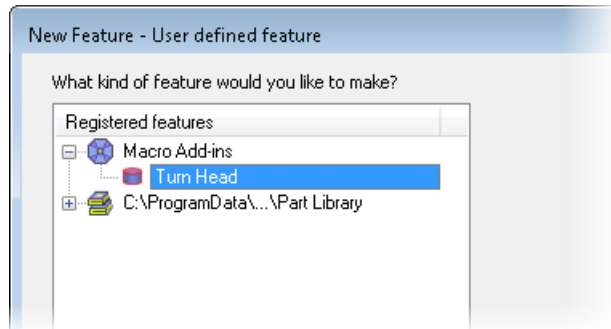 New Feature - User defined feature
What kind of feature would you like to make?
Registered features
Macro Add-ins
Turn Head
C:\ProgramData\...\Part Library